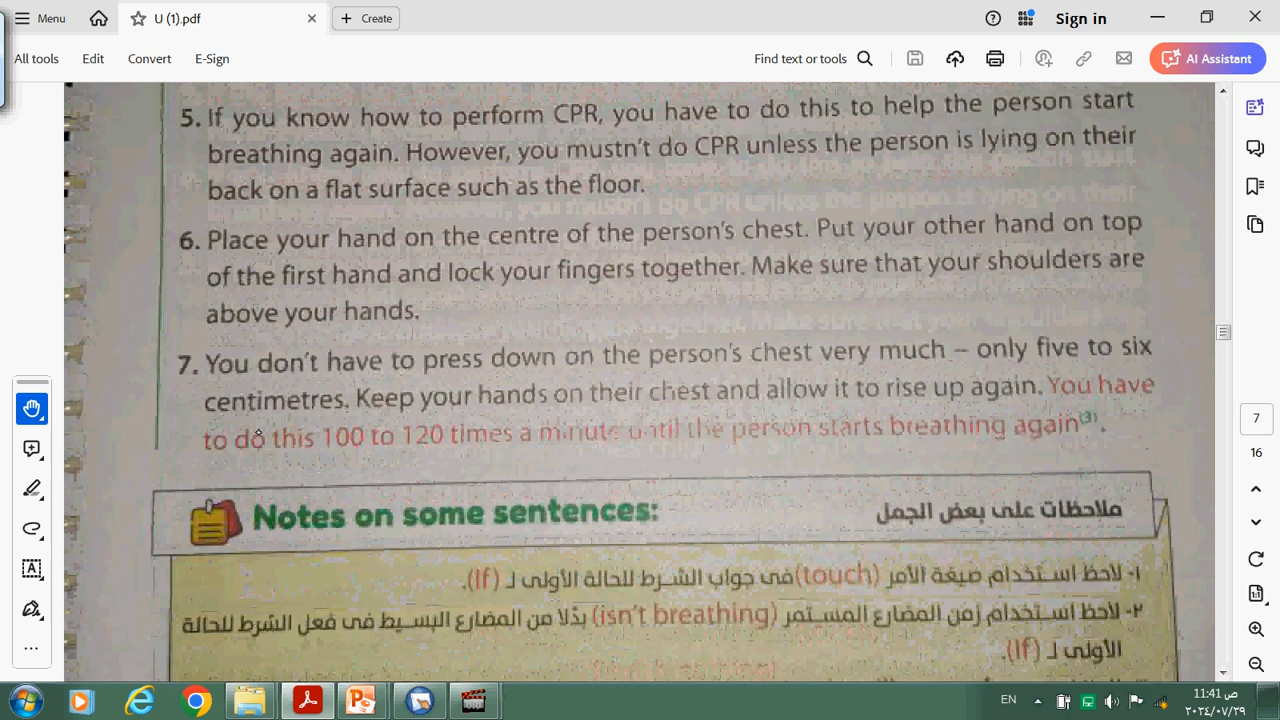 Menu
U (1).pdf
Create
Sign in
All tools
Edit
Convert
E-Sign
Find text or tools
AI Assistant
5. If you know how to perform CPR, you have to do this to help the person start
breathing again. However, you mustn't do CPR unless the person is lying on their
back on a flat surface such as the floor.
6. Place your hand on the centre of the person's chest. Put your other hand on top
of the first hand and lock your fingers together. Make sure that your shoulders are
above your hands.
7. You don't have to press down on the person's chest very much – only five to six
centimetres. Keep your hands on their chest and allow it to rise up again. You have
to do this 100 to 120 times a minute until the person starts breathing again(3).
Notes on some sentences:
ملاحظات على بعض الجمل
١- لاحظ استخدام صيغة الأمر (touch) فى جواب الشرط للحالة الأولى لـ (If).
٢- لاحظ استخدام زمن المضارع المستمر (isn't breathing) بدلا من المضارع البسيط فى فعل الشرط للحالة
الأولى لـ (If).
7
16
EN
11:41 ص
٢٠٢٤/٠٧/٢٩